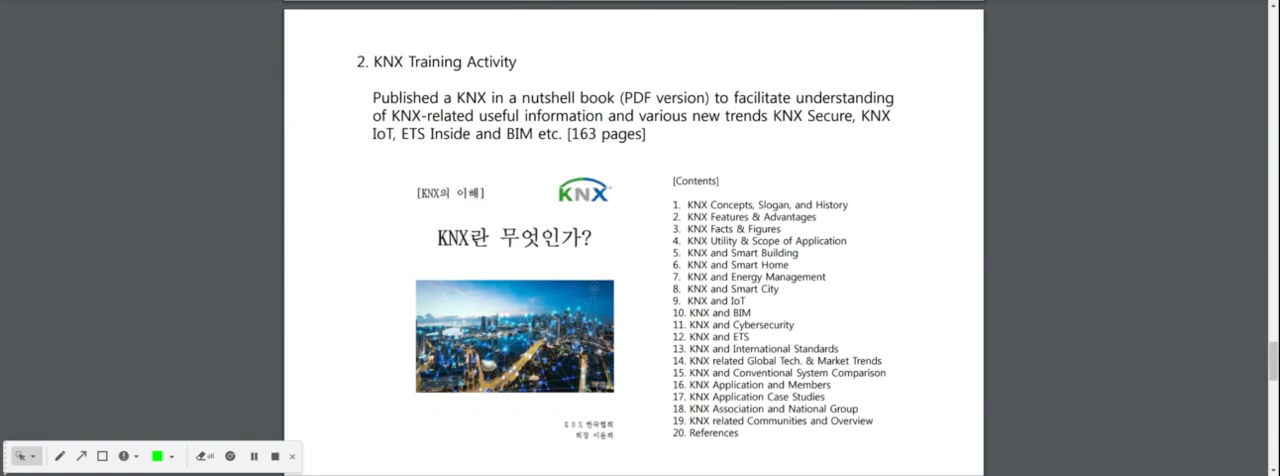 2. KNX Training Activity
Published a KNX in a nutshell book (PDF version) to facilitate understanding
of KNX-related useful information and various new trends KNX Secure, KNX
IoT, ETS Inside and BIM etc. [163 pages]
[KNX의 이해]
KNX
KNX란 무엇인가?
KNX 한국협회
회장 이윤희
[Contents]
1. KNX Concepts, Slogan, and History
2. KNX Features & Advantages
3. KNX Facts & Figures
4. KNX Utility & Scope of Application
5. KNX and Smart Building
6. KNX and Smart Home
7. KNX and Energy Management
8. KNX and Smart City
9. KNX and IoT
10. KNX and BIM
11. KNX and Cybersecurity
12. KNX and ETS
13. KNX and International Standards
14. KNX related Global Tech. & Market Trends
15. KNX and Conventional System Comparison
16. KNX Application and Members
17. KNX Application Case Studies
18. KNX Association and National Group
19. KNX related Communities and Overview
20. References